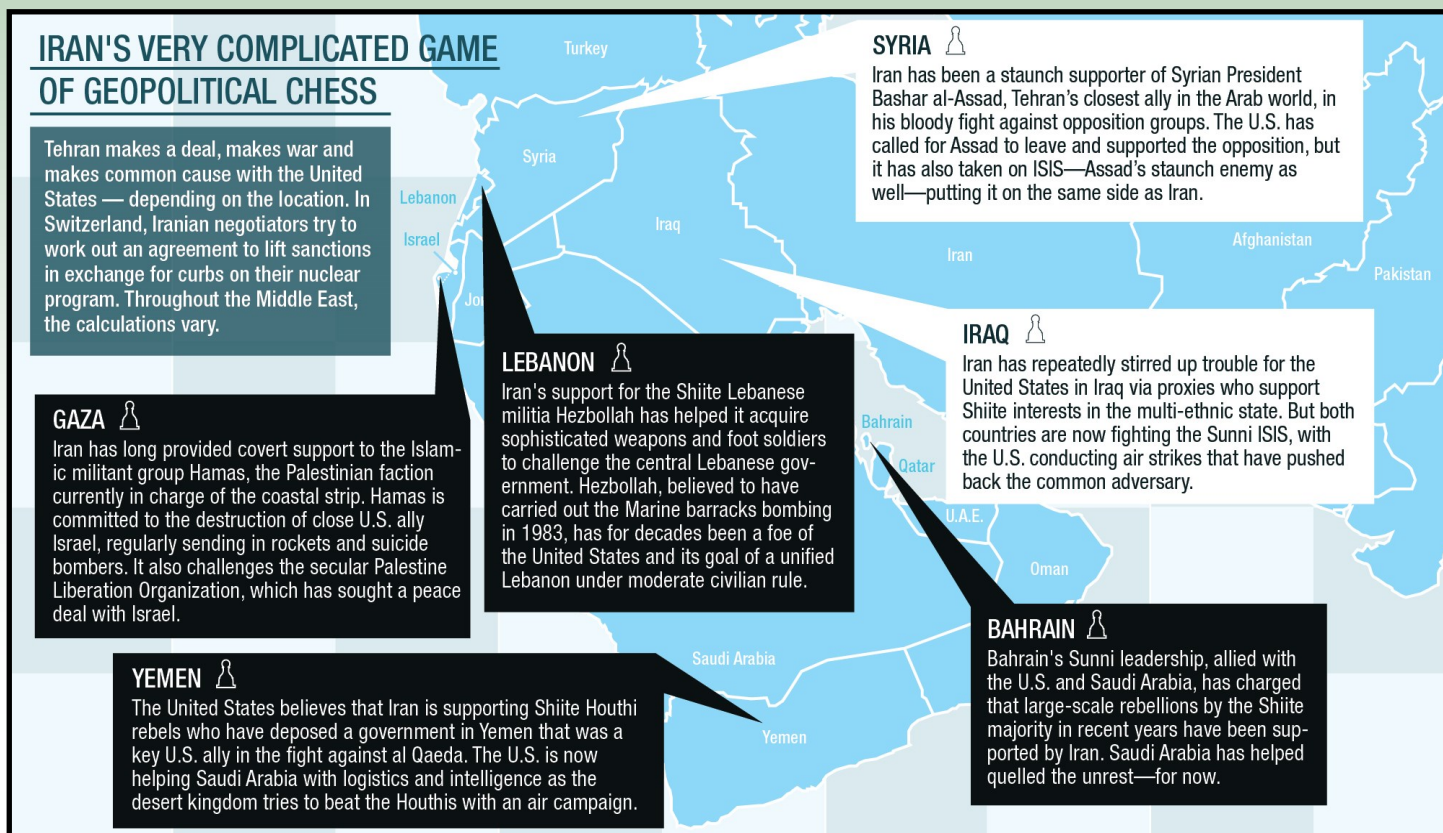 IRAN'S VERY COMPLICATED GAME
OF GEOPOLITICAL CHESS
Tehran makes a deal, makes war and
makes common cause with the United
States — depending on the location. In
Switzerland, Iranian negotiators try to
work out an agreement to lift sanctions
in exchange for curbs on their nuclear
program. Throughout the Middle East,
the calculations vary.
Turkey
Syria
Lebanon
Israel
Jor
Iraq
Iran
Afghanistan
Pakistan
SYRIA
Iran has been a staunch supporter of Syrian President
Bashar al-Assad, Tehran's closest ally in the Arab world, in
his bloody fight against opposition groups. The U.S. has
called for Assad to leave and supported the opposition, but
it has also taken on ISIS—Assad's staunch enemy as
well—putting it on the same side as Iran.
IRAQ
Iran has repeatedly stirred up trouble for the
United States in Iraq via proxies who support
Shiite interests in the multi-ethnic state. But both
countries are now fighting the Sunni ISIS, with
the U.S. conducting air strikes that have pushed
back the common adversary.
LEBANON
Iran's support for the Shiite Lebanese
militia Hezbollah has helped it acquire
sophisticated weapons and foot soldiers
to challenge the central Lebanese gov-
ernment. Hezbollah, believed to have
carried out the Marine barracks bombing
in 1983, has for decades been a foe of
the United States and its goal of a unified
Lebanon under moderate civilian rule.
GAZA
Iran has long provided covert support to the Islam-
ic militant group Hamas, the Palestinian faction
currently in charge of the coastal strip. Hamas is
committed to the destruction of close U.S. ally
Israel, regularly sending in rockets and suicide
bombers. It also challenges the secular Palestine
Liberation Organization, which has sought a peace
deal with Israel.
Bahrain
Qatar
U.A.E.
Oman
Saudi Arabia
Yemen
BAHRAIN
Bahrain's Sunni leadership, allied with
the U.S. and Saudi Arabia, has charged
that large-scale rebellions by the Shiite
majority in recent years have been sup-
ported by Iran. Saudi Arabia has helped
quelled the unrest—for now.
YEMEN
The United States believes that Iran is supporting Shiite Houthi
rebels who have deposed a government in Yemen that was a
key U.S. ally in the fight against al Qaeda. The U.S. is now
helping Saudi Arabia with logistics and intelligence as the
desert kingdom tries to beat the Houthis with an air campaign.